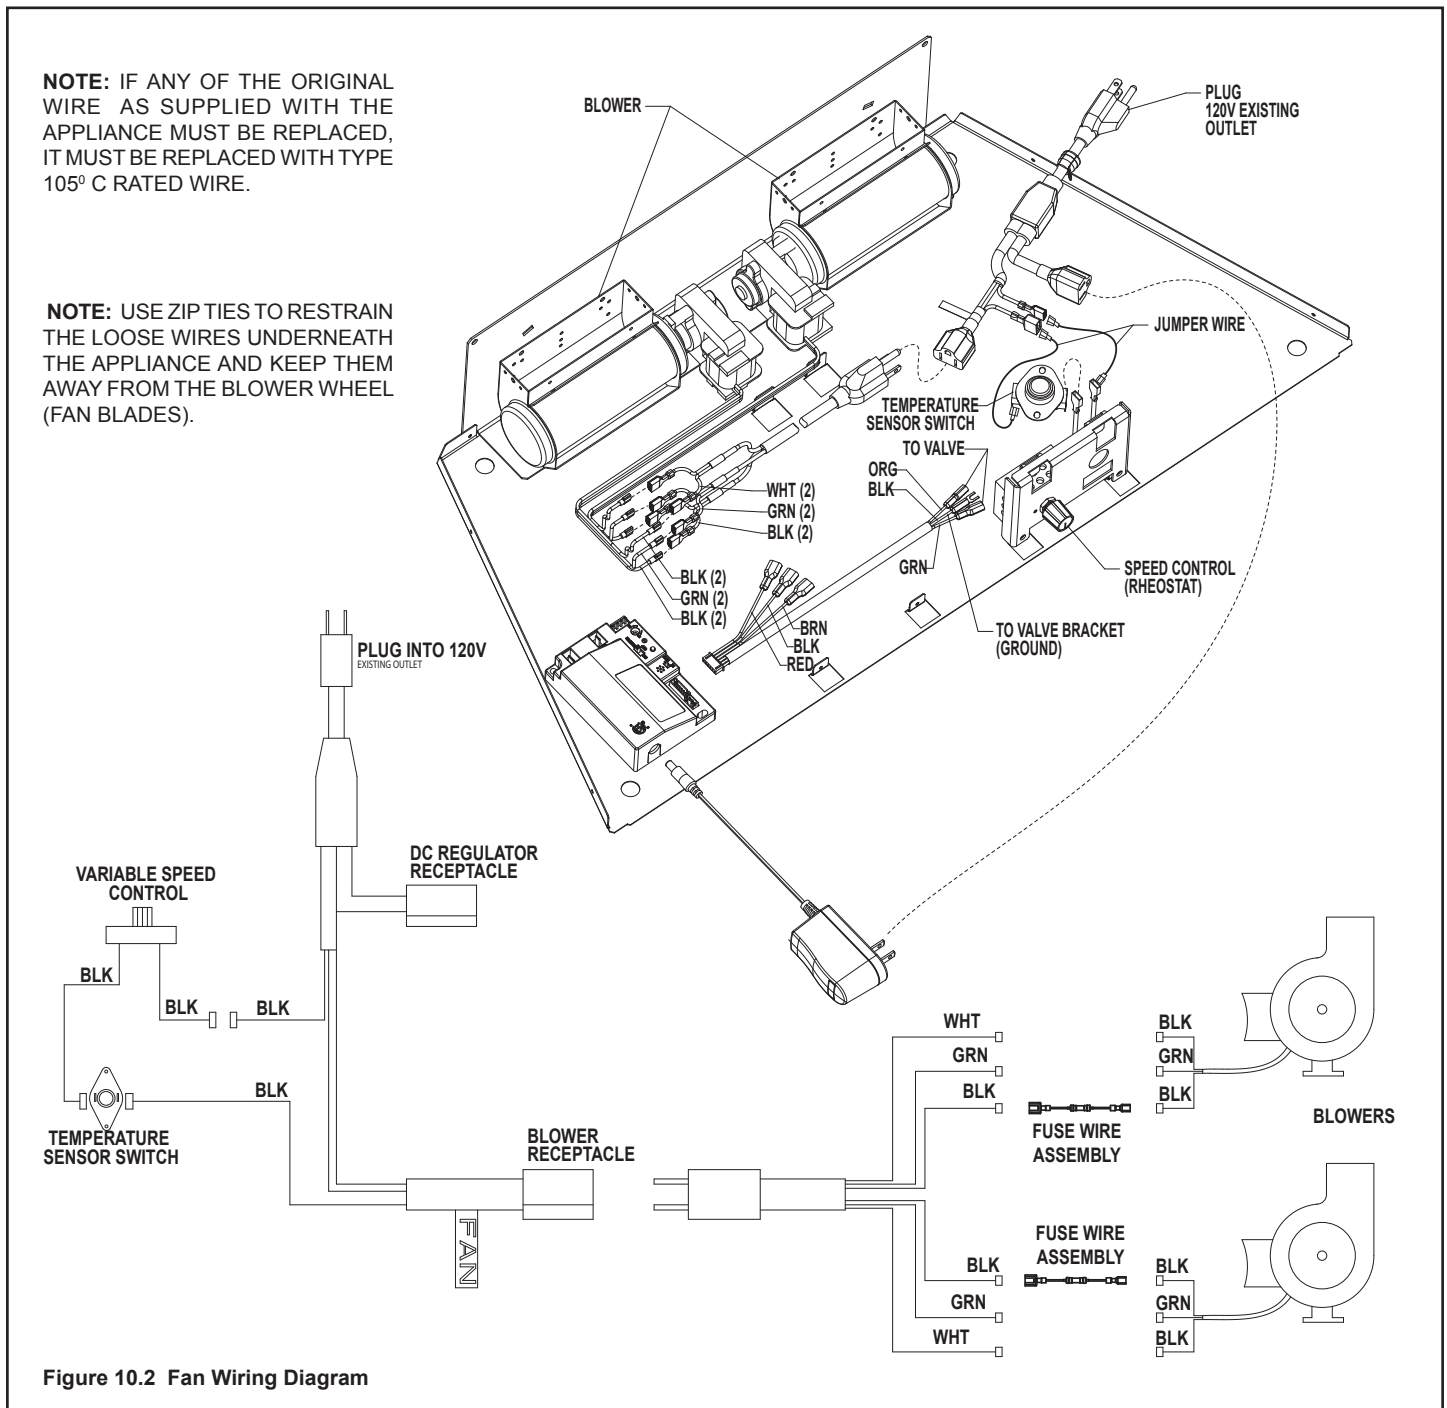 NOTE: IF ANY OF THE ORIGINAL
WIRE AS SUPPLIED WITH THE
APPLIANCE MUST BE REPLACED,
IT MUST BE REPLACED WITH TYPE
105⁰ C RATED WIRE.
NOTE: USE ZIP TIES TO RESTRAIN
THE LOOSE WIRES UNDERNEATH
THE APPLIANCE AND KEEP THEM
AWAY FROM THE BLOWER WHEEL
(FAN BLADES).
BLOWER
PLUG
120V EXISTING
OUTLET
JUMPER WIRE
TEMPERATURE
SENSOR SWITCH
TO VALVE
ORG
BLK
WHT (2)
GRN (2)
BLK (2)
BLK (2)
GRN (2)
BLK (2)
GRN
SPEED CONTROL
(RHEOSTAT)
BRN
BLK
RED
TO VALVE BRACKET
(GROUND)
PLUG INTO 120V
EXISTING OUTLET
DC REGULATOR
RECEPTACLE
VARIABLE SPEED
CONTROL
BLK
BLK
BLK
BLK
TEMPERATURE
SENSOR SWITCH
BLOWER
RECEPTACLE
FAN
WHT
GRN
BLK
BLK
GRN
BLK
FUSE WIRE
ASSEMBLY
BLOWERS
FUSE WIRE
ASSEMBLY
BLK
GRN
WHT
BLK
GRN
BLK
Figure 10.2 Fan Wiring Diagram